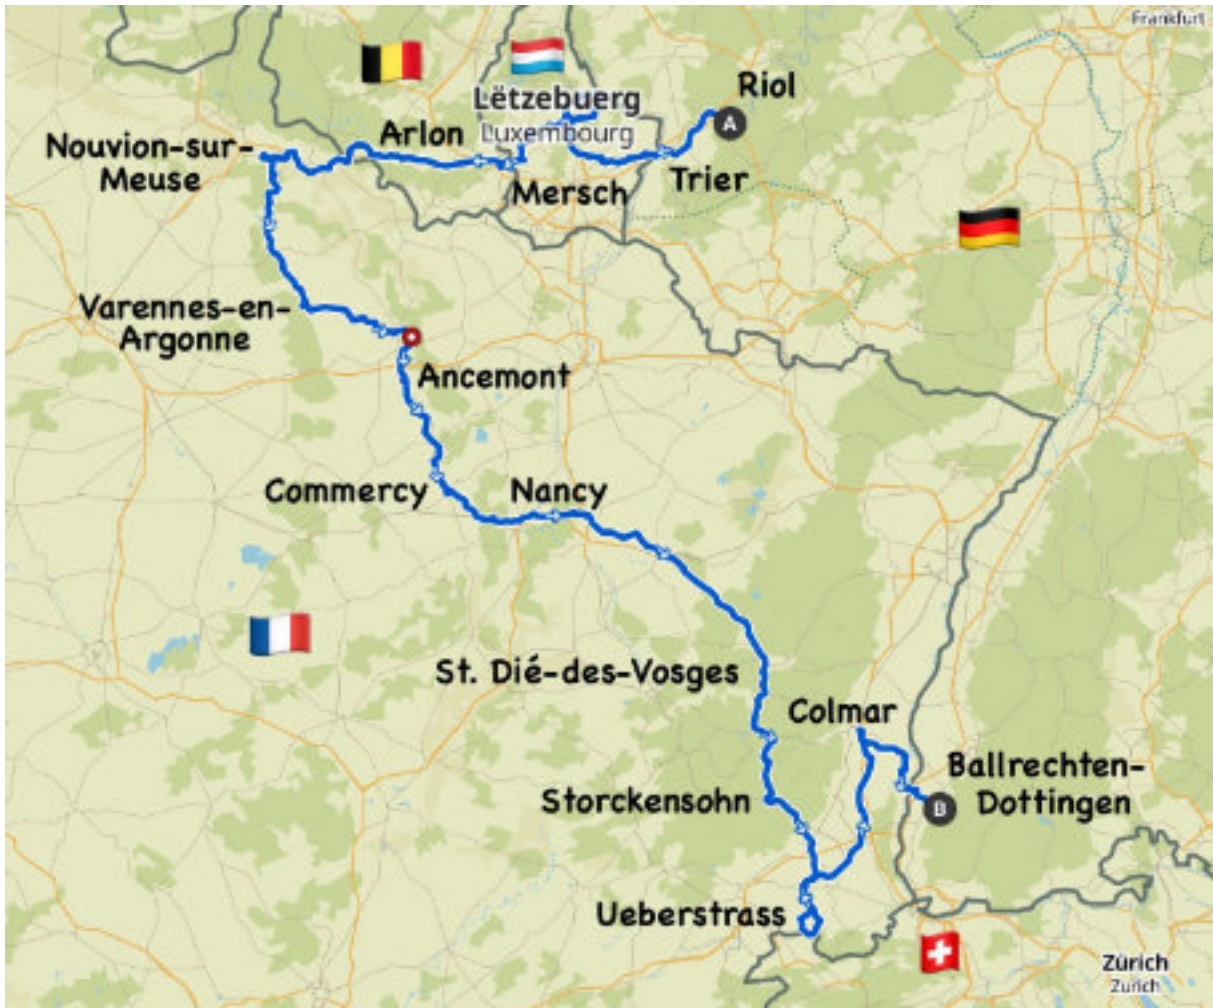 Frankfurt
Riol
A
Lëtzebuerg
Luxembourg
Arlon
Nouvion-sur-
Meuse
Mersch
Trier
Varennes-en-
Argonne
Ancemont
Commercy
Nancy
St. Dié-des-Vosges
Colmar
Ballrechten-
Dottingen
B
Storckensohn
Ueberstrass
Zürich
Zurich